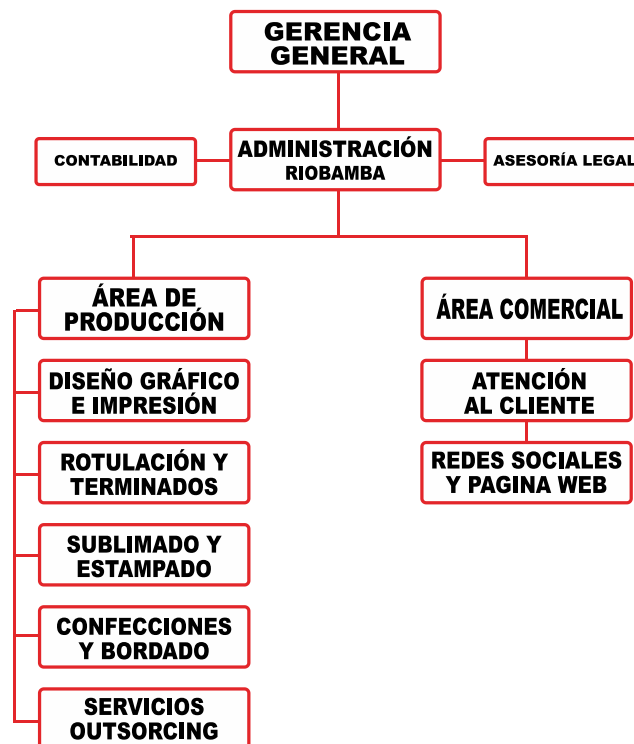 GERENCIA
GENERAL
CONTABILIDAD
ADMINISTRACIÓN
RIOBAMBA
ASESORÍA LEGAL
ÁREA DE
PRODUCCIÓN
ÁREA COMERCIAL
DISEÑO GRÁFICO
E IMPRESIÓN
ATENCIÓN
AL CLIENTE
ROTULACIÓN Y
TERMINADOS
REDES SOCIALES
Y PAGINA WEB
SUBLIMADO Y
ESTAMPADO
CONFECCIONES
Y BORDADO
SERVICIOS
OUTSORCING